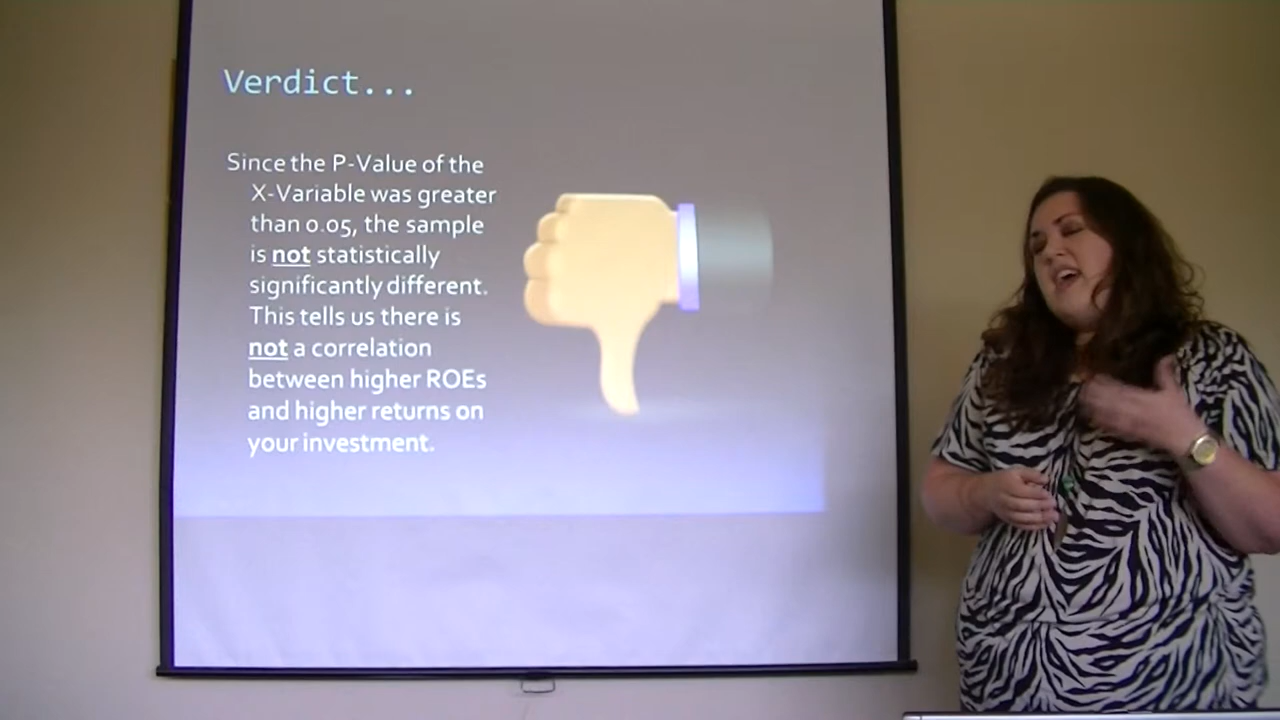 Verdict...
Since the P-Value of the
X-Variable was greater
than 0.05, the sample
is not statistically
significantly different.
This tells us there is
not a correlation
between higher ROEs
and higher returns on
your investment.